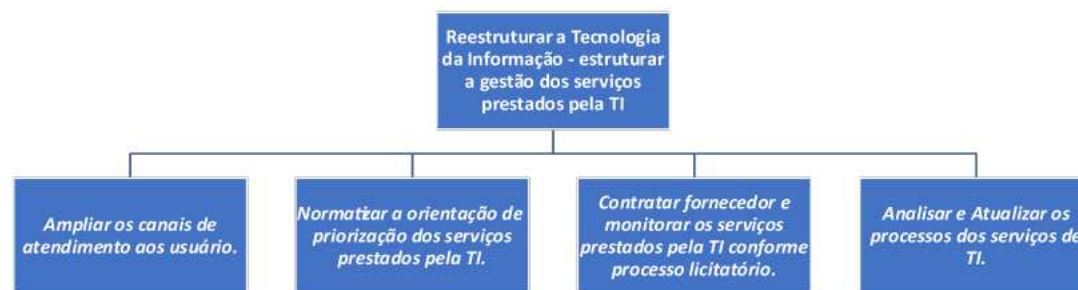 Reestruturar a Tecnologia
da Informação - estruturar
a gestão dos serviços
prestados pela TI
Ampliar os canais de
atendimento aos usuário.
Normatizar a orientação de
priorização dos serviços
prestados pela TI.
Contratar fornecedor e
monitorar os serviços
prestados pela TI conforme
processo licitatório.
Analisar e Atualizar os
processos dos serviços de
TI.